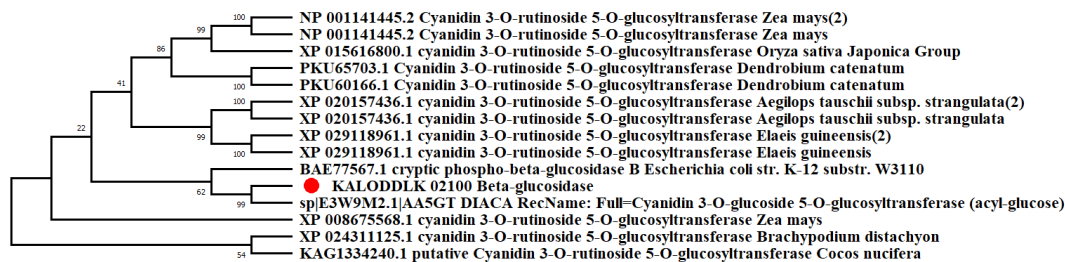 NP 001141445.2 Cyanidin 3-O-rutinoside 5-O-glucosyltransferase Zea mays(2)
NP 001141445.2 Cyanidin 3-O-rutinoside 5-O-glucosyltransferase Zea mays
XP 015616800.1 cyanidin 3-O-rutinoside 5-O-glucosyltransferase Oryza sativa Japonica Group
PKU65703.1 Cyanidin 3-O-rutinoside 5-O-glucosyltransferase Dendrobium catenatum
PKU60166.1 Cyanidin 3-O-rutinoside 5-O-glucosyltransferase Dendrobium catenatum
XP 020157436.1 cyanidin 3-O-rutinoside 5-O-glucosyltransferase Aegilops tauschii subsp. strangulata(2)
XP 020157436.1 cyanidin 3-O-rutinoside 5-O-glucosyltransferase Aegilops tauschii subsp. strangulata
XP 029118961.1 cyanidin 3-O-rutinoside 5-O-glucosyltransferase Elaeis guineensis(2)
XP 029118961.1 cyanidin 3-O-rutinoside 5-O-glucosyltransferase Elaeis guineensis
BAE77567.1 cryptic phospho-beta-glucosidase B Escherichia coli str. K-12 substr. W3110
KALODDLK 02100 Beta-glucosidase
sp|E3W9M2.1|AA5GT DIACA RecName: Full=Cyanidin 3-O-glucoside 5-O-glucosyltransferase (acyl-glucose)
XP 008675568.1 cyanidin 3-O-rutinoside 5-O-glucosyltransferase Zea mays
XP 024311125.1 cyanidin 3-O-rutinoside 5-O-glucosyltransferase Brachypodium distachyon
KAG1334240.1 putative Cyanidin 3-O-rutinoside 5-O-glucosyltransferase Cocos nucifera
100
99
86
41
100
99
100
22
62
99
54